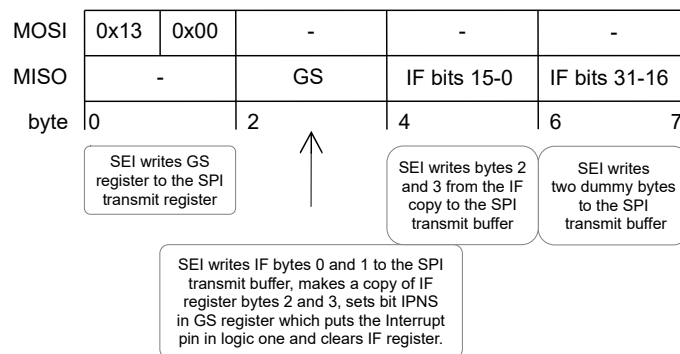 MOSI 0x13 0x00 - - -
MISO - GS IF bits 15-0 IF bits 31-16
byte 0 2 4 6 7
SEI writes GS
register to the SPI
transmit register
SEI writes bytes 2
and 3 from the IF
copy to the SPI
transmit buffer
SEI writes
two dummy bytes
to the SPI
transmit buffer
SEI writes IF bytes 0 and 1 to the SPI
transmit buffer, makes a copy of IF
register bytes 2 and 3, sets bit IPNS
in GS register which puts the Interrupt
pin in logic one and clears IF register.